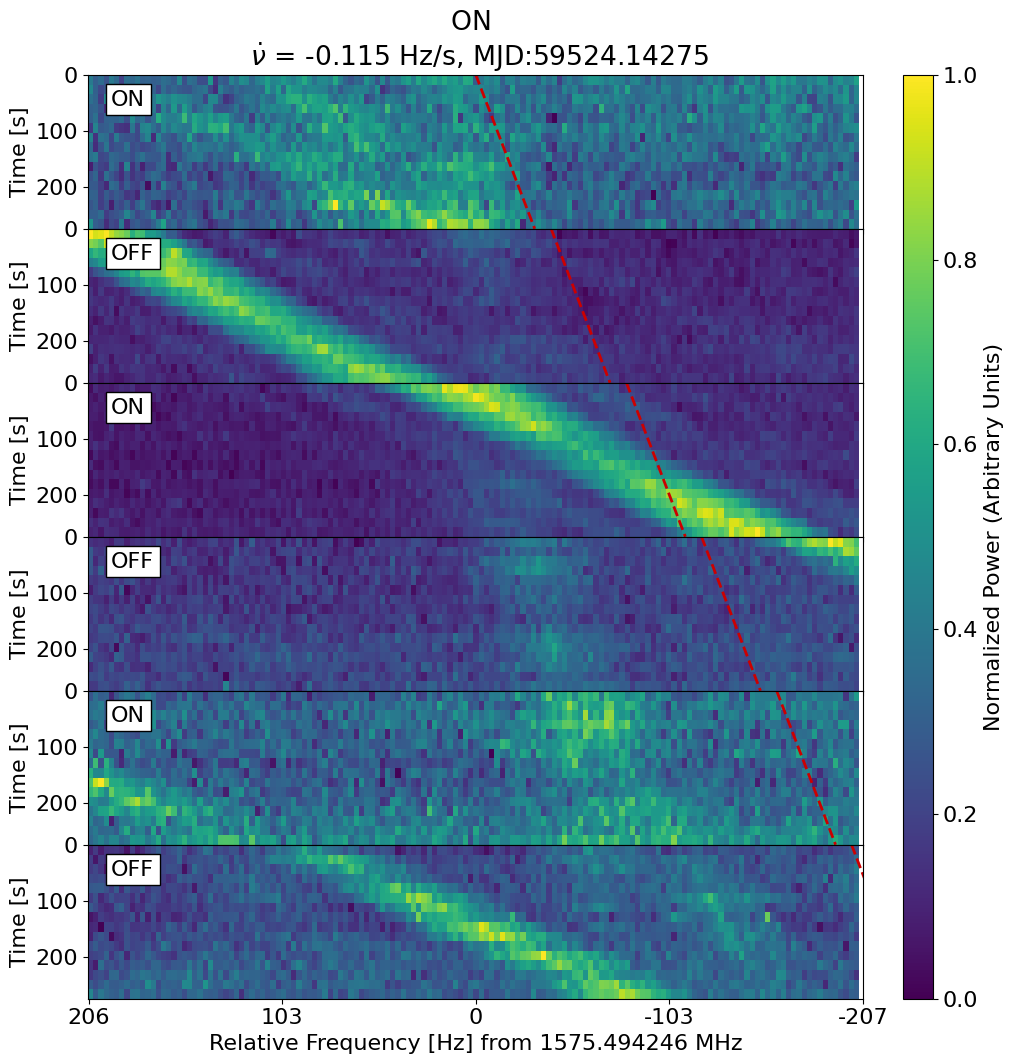 ON
ν̇ = -0.115 Hz/s, MJD:59524.14275
0
ON
100
200
Time [s]
0
OFF
100
200
Time [s]
0
ON
100
200
Time [s]
0
OFF
100
200
Time [s]
0
ON
100
200
Time [s]
0
OFF
100
200
Time [s]
206 103 0 -103 -207
Relative Frequency [Hz] from 1575.494246 MHz
1.0
0.8
0.6
0.4
0.2
0.0
Normalized Power (Arbitrary Units)